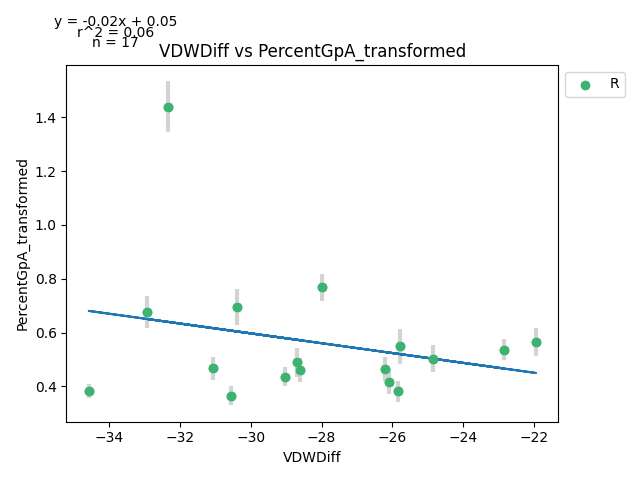 y = -0.02x + 0.05
r^2 = 0.06
n = 17
VDWDiff vs PercentGpA_transformed
R
PercentGpA_transformed
1.4
1.2
1.0
0.8
0.6
0.4
−34 −32 −30 −28 −26 −24 −22
VDWDiff